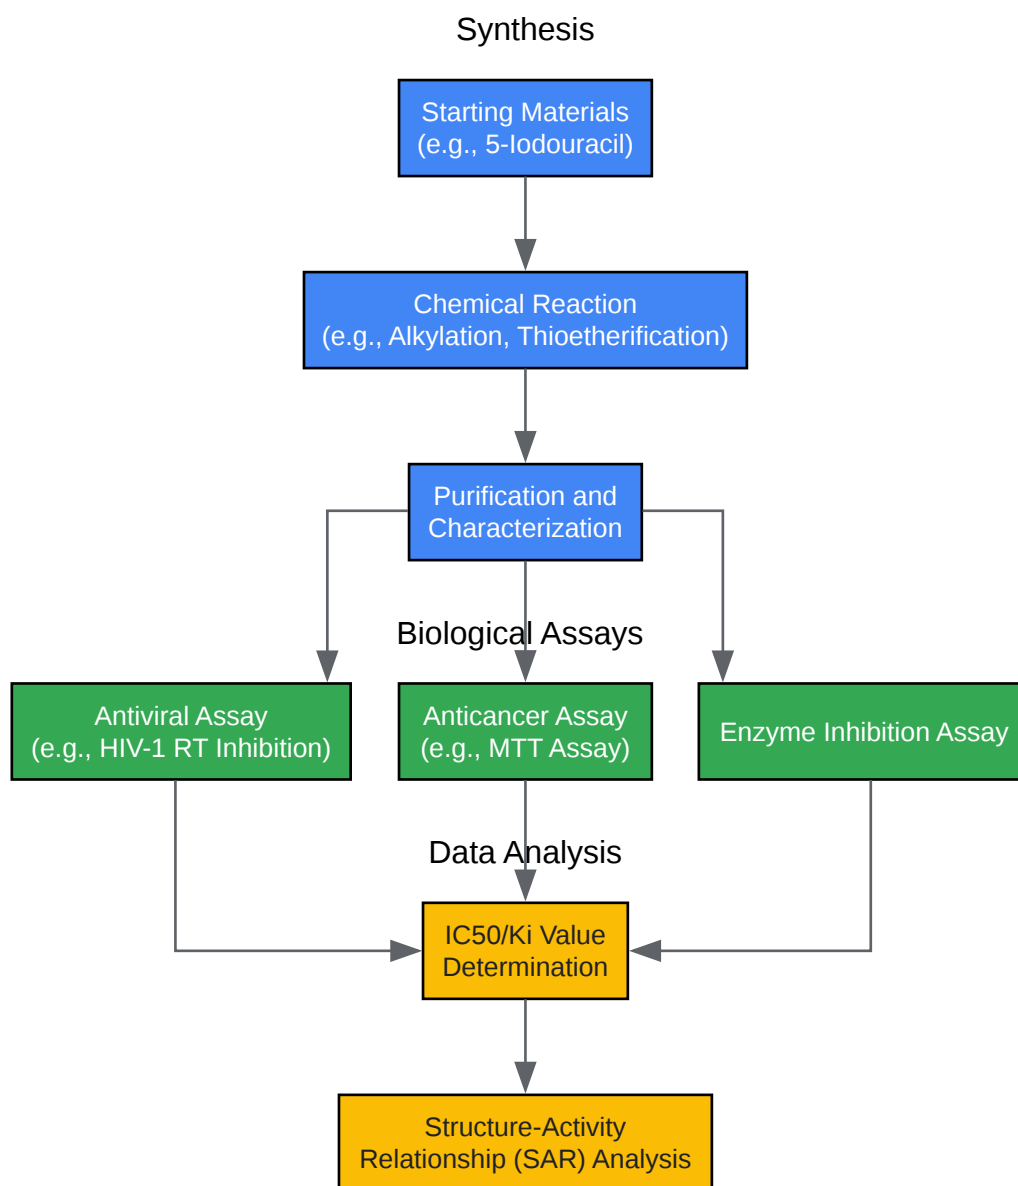 Synthesis
Starting Materials
(e.g., 5-Iodouracil)
Chemical Reaction
(e.g., Alkylation, Thioetherification)
Purification and
Characterization
Biological Assays
Antiviral Assay
(e.g., HIV-1 RT Inhibition)
Anticancer Assay
(e.g., MTT Assay)
Enzyme Inhibition Assay
Data Analysis
IC50/Ki Value
Determination
Structure-Activity
Relationship (SAR) Analysis